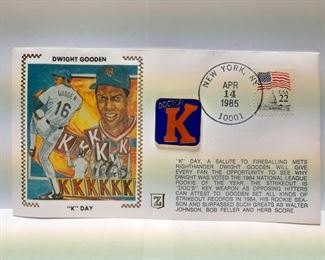 DWIGHT GOODEN
GOODEN
16
K K K
KKKKKK
"K" DAY
DOCTOR
K
NEW YORK, NY
APR
14
1985
10001
USA
22
"K" DAY, A SALUTE TO FIREBALLING METS
RIGHTHANDER DWIGHT GOODEN WILL GIVE
EVERY FAN THE OPPORTUNITY TO SEE WHY
DWIGHT WAS VOTED THE 1984 NATIONAL LEAGUE
ROOKIE OF THE YEAR. THE STRIKEOUT IS
"DOC'S" KEY WEAPON AS OPPOSING HITTERS
CAN ATTEST TO. GOODEN SET ALL KINDS OF
STRIKEOUT RECORDS IN 1984, HIS ROOKIE SEA-
SON AND SURPASSED SUCH GREATS AS WALTER
JOHNSON, BOB FELLER AND HERB SCORE.
Z